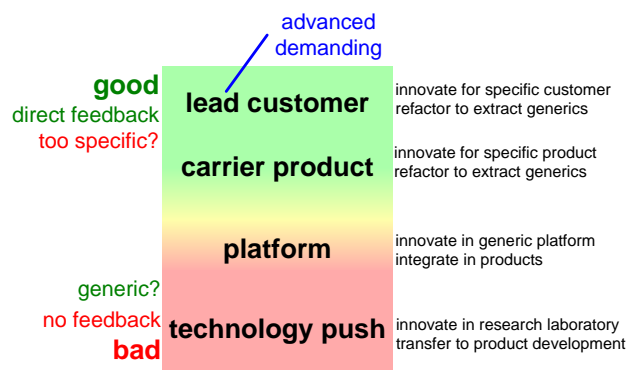 advanced
demanding
good
direct feedback
too specific?
lead customer
innovate for specific customer
refactor to extract generics
carrier product
innovate for specific product
refactor to extract generics
platform
innovate in generic platform
integrate in products
generic?
no feedback
bad
technology push
innovate in research laboratory
transfer to product development